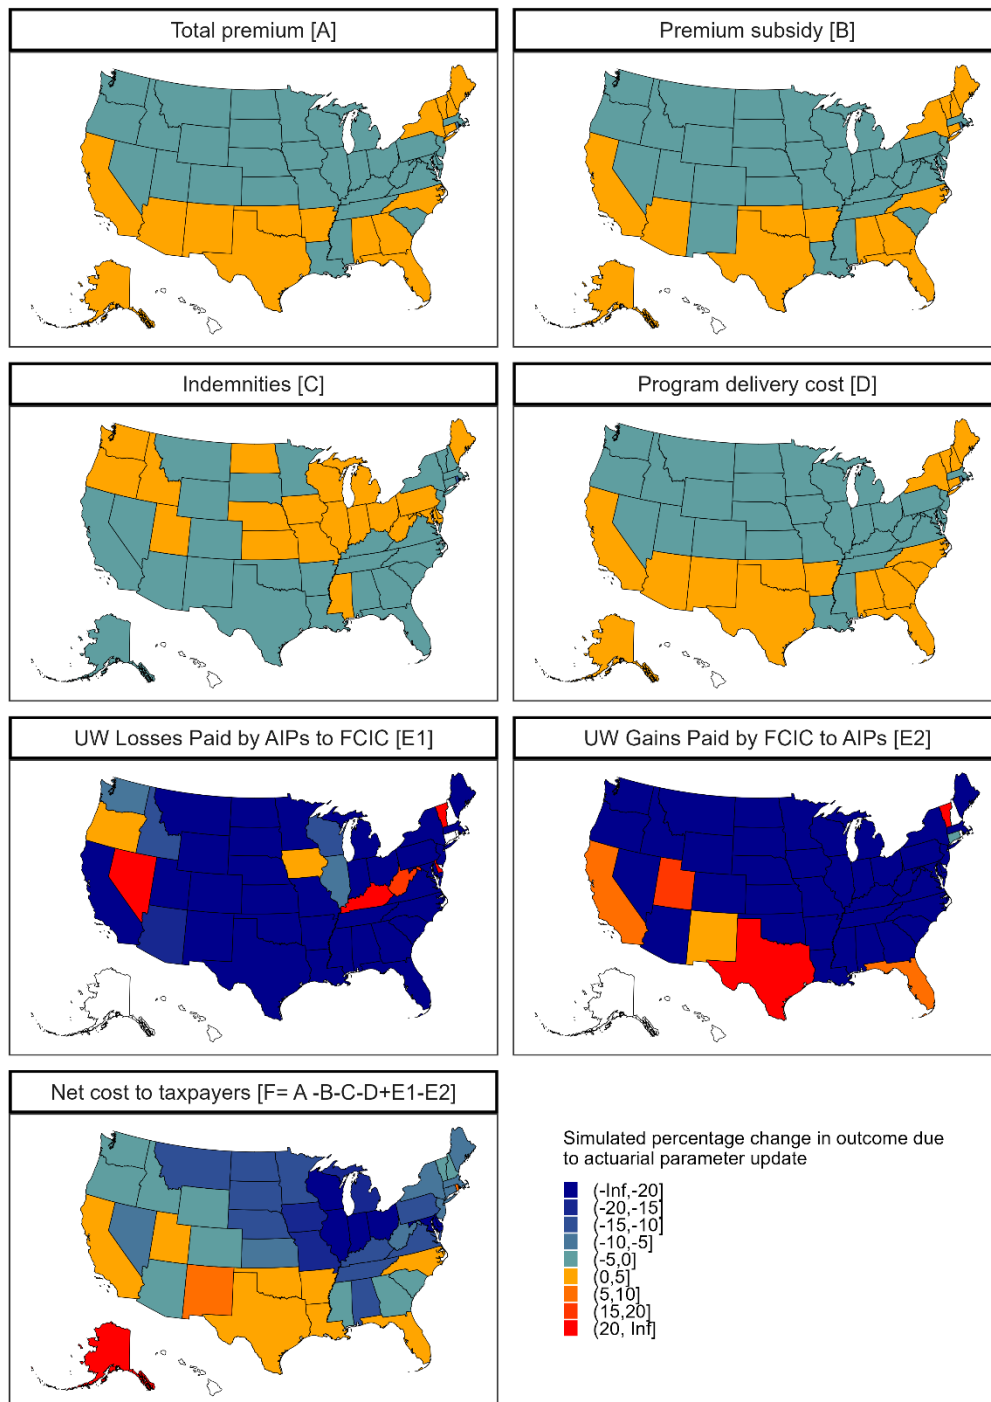 Total premium [A]
Premium subsidy [B]
Indemnities [C]
Program delivery cost [D]
UW Losses Paid by AIPs to FCIC [E1]
UW Gains Paid by FCIC to AIPs [E2]
Net cost to taxpayers [F= A -B-C-D+E1-E2]
Simulated percentage change in outcome due
to actuarial parameter update
(-Inf,-20]
(-20,-15]
(-15,-10]
(-10,-5]
(-5,0]
(0,5]
(5,10]
(15,20]
(20, Inf]